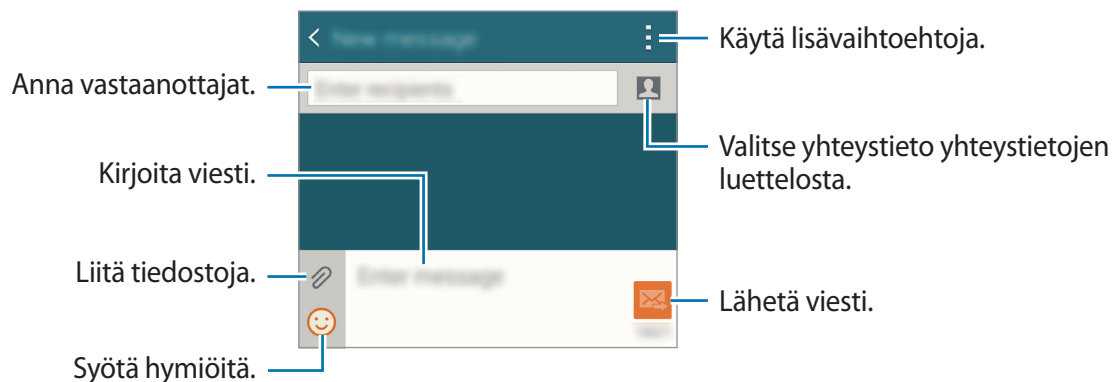 New message
Käytä lisävaihtoehtoja.
Anna vastaanottajat.
Enter recipients
Valitse yhteystieto yhteystietojen
luettelosta.
Kirjoita viesti.
Liitä tiedostoja.
Enter message
Lähetä viesti.
Syötä hymiöitä.